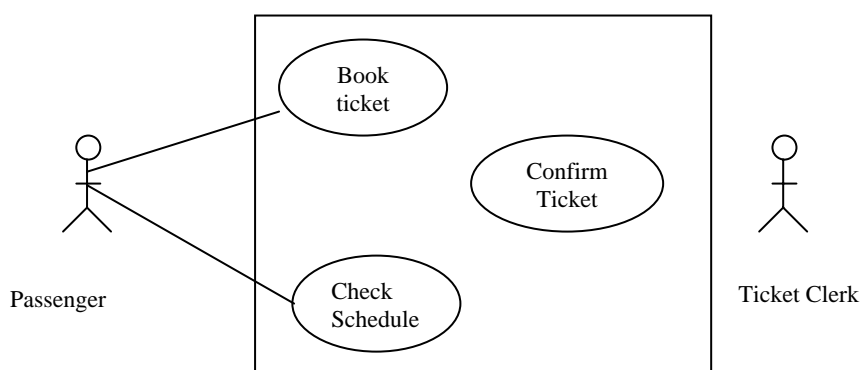 Book
ticket
Confirm
Ticket
Check
Schedule
Passenger
Ticket Clerk